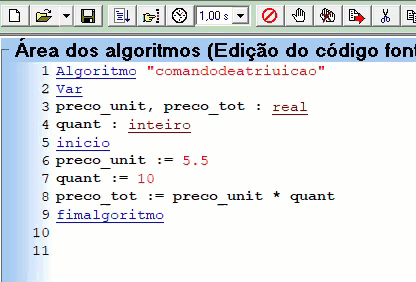 1,00 s
Área dos algoritmos (Edição do código font
1 Algoritmo "comandodeatriuicao"
2 Var
3 preco_unit, preco_tot : real
4 quant : inteiro
5 inicio
6 preco_unit := 5.5
7 quant := 10
8 preco_tot := preco_unit * quant
9 fimalgoritmo
10
11